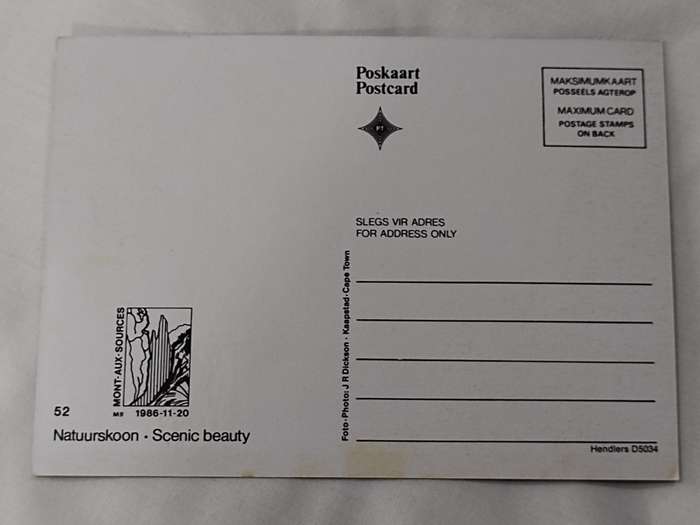 Poskaart
Postcard
PT
MAKSIMUMKAART
POSSEËLS AGTEROP
MAXIMUM CARD
POSTAGE STAMPS
ON BACK
SLEGS VIR ADRES
FOR ADDRESS ONLY
Foto·Photo: J R Dickson · Kaapstad·Cape Town
MONT·AUX·SOURCES
52
1986-11-20
Natuurskoon · Scenic beauty
Hendlers D5034